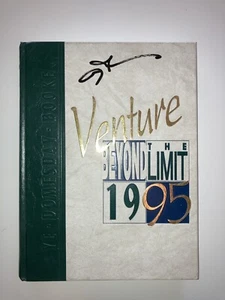 Venture
BEYOND THE
LIMIT
1995